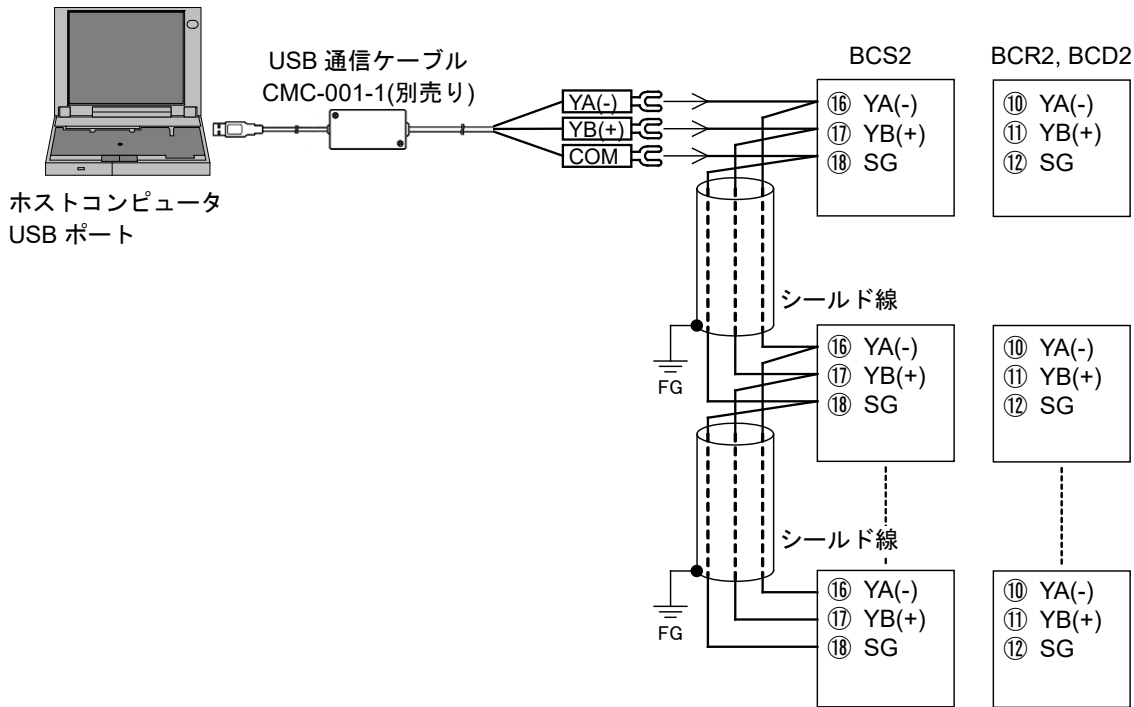 USB 通信ケーブル
CMC-001-1(別売り)
BCS2
BCR2, BCD2
YA(-)
YB(+)
COM
⑯ YA(-)
⑰ YB(+)
⑱ SG
⑩ YA(-)
⑪ YB(+)
⑫ SG
ホストコンピュータ
USB ポート
シールド線
FG
⑯ YA(-)
⑰ YB(+)
⑱ SG
⑩ YA(-)
⑪ YB(+)
⑫ SG
シールド線
FG
⑯ YA(-)
⑰ YB(+)
⑱ SG
⑩ YA(-)
⑪ YB(+)
⑫ SG